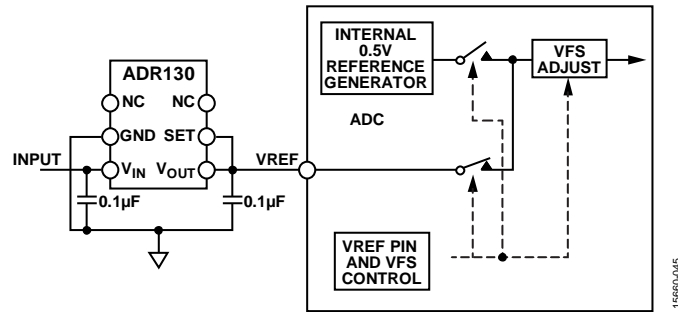 INTERNAL
0.5V
REFERENCE
GENERATOR
VFS
ADJUST
ADR130
NC NC
ADC
GND SET
INPUT
VIN VOUT
VREF
0.1µF 0.1µF
VREF PIN
AND VFS
CONTROL
15660-045